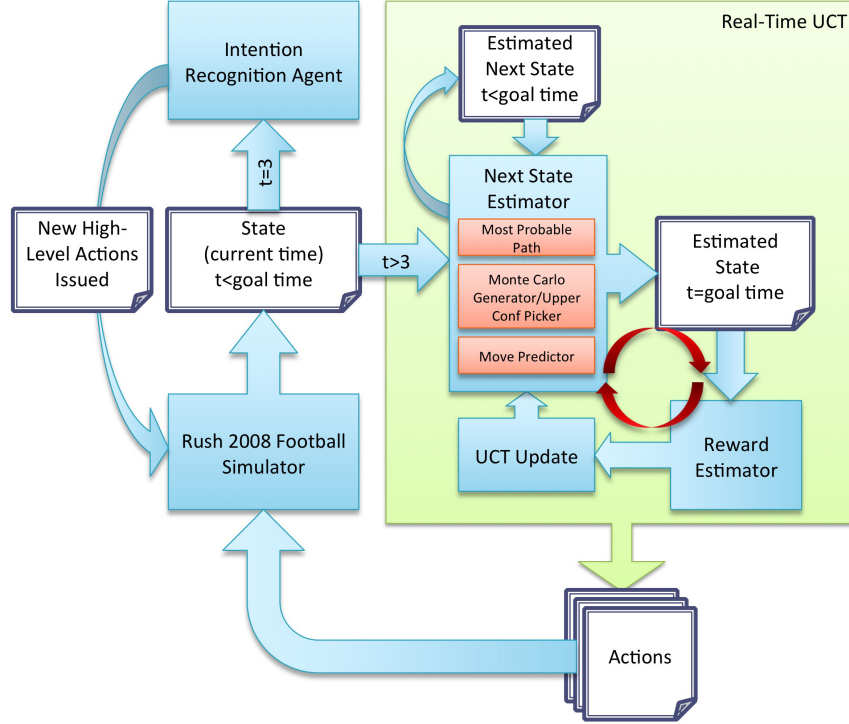 Real-Time UCT
Intention
Recognition Agent
Estimated
Next State
t<goal time
t=3
New High-
Level Actions
Issued
State
(current time)
t<goal time
t>3
Next State
Estimator
Most Probable
Path
Monte Carlo
Generator/Upper
Conf Picker
Move Predictor
Estimated
State
t=goal time
Rush 2008 Football
Simulator
UCT Update
Reward
Estimator
Actions